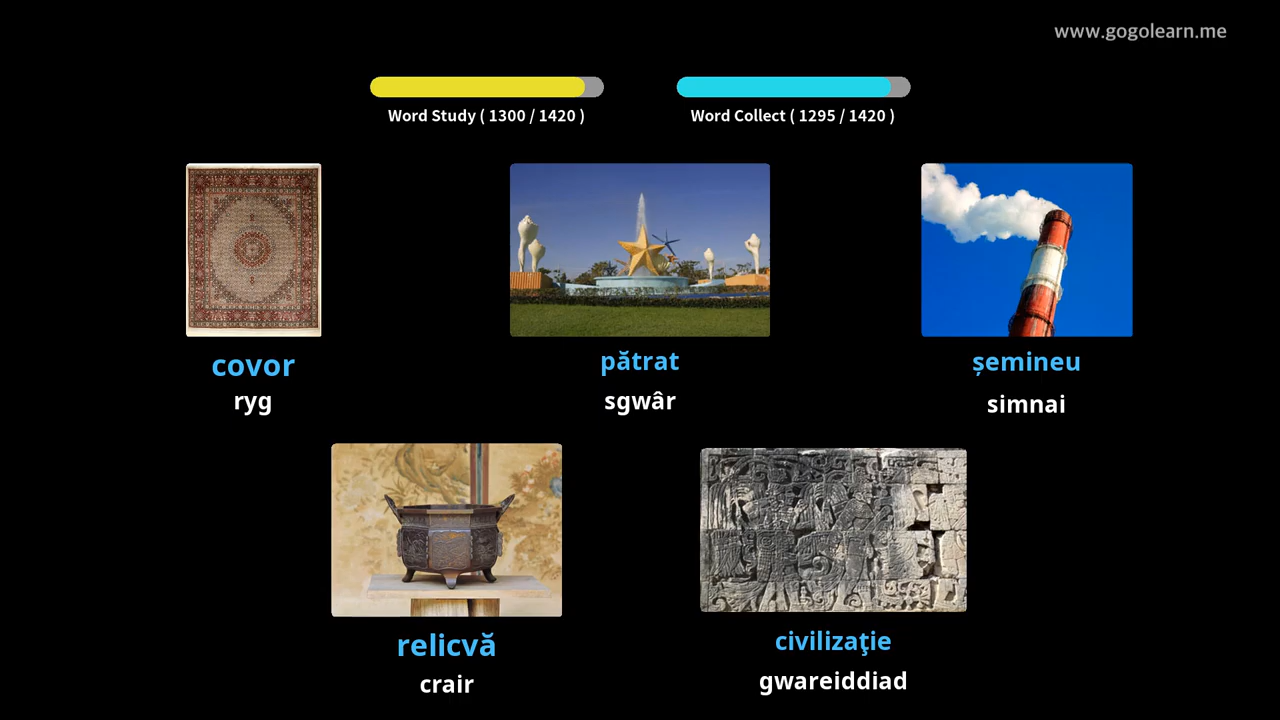 www.gogolearn.me
Word Study ( 1300 / 1420 )
Word Collect ( 1295 / 1420 )
covor
ryg
pătrat
sgwâr
șemineu
simnai
relicvă
crair
civilizaţie
gwareiddiad